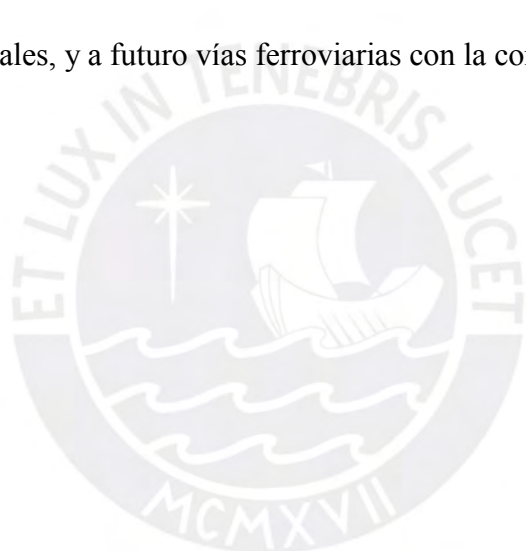 ales, y a futuro vías ferroviarias con la co
ET LUX IN TENEBRIS LUCET
MCMXVII